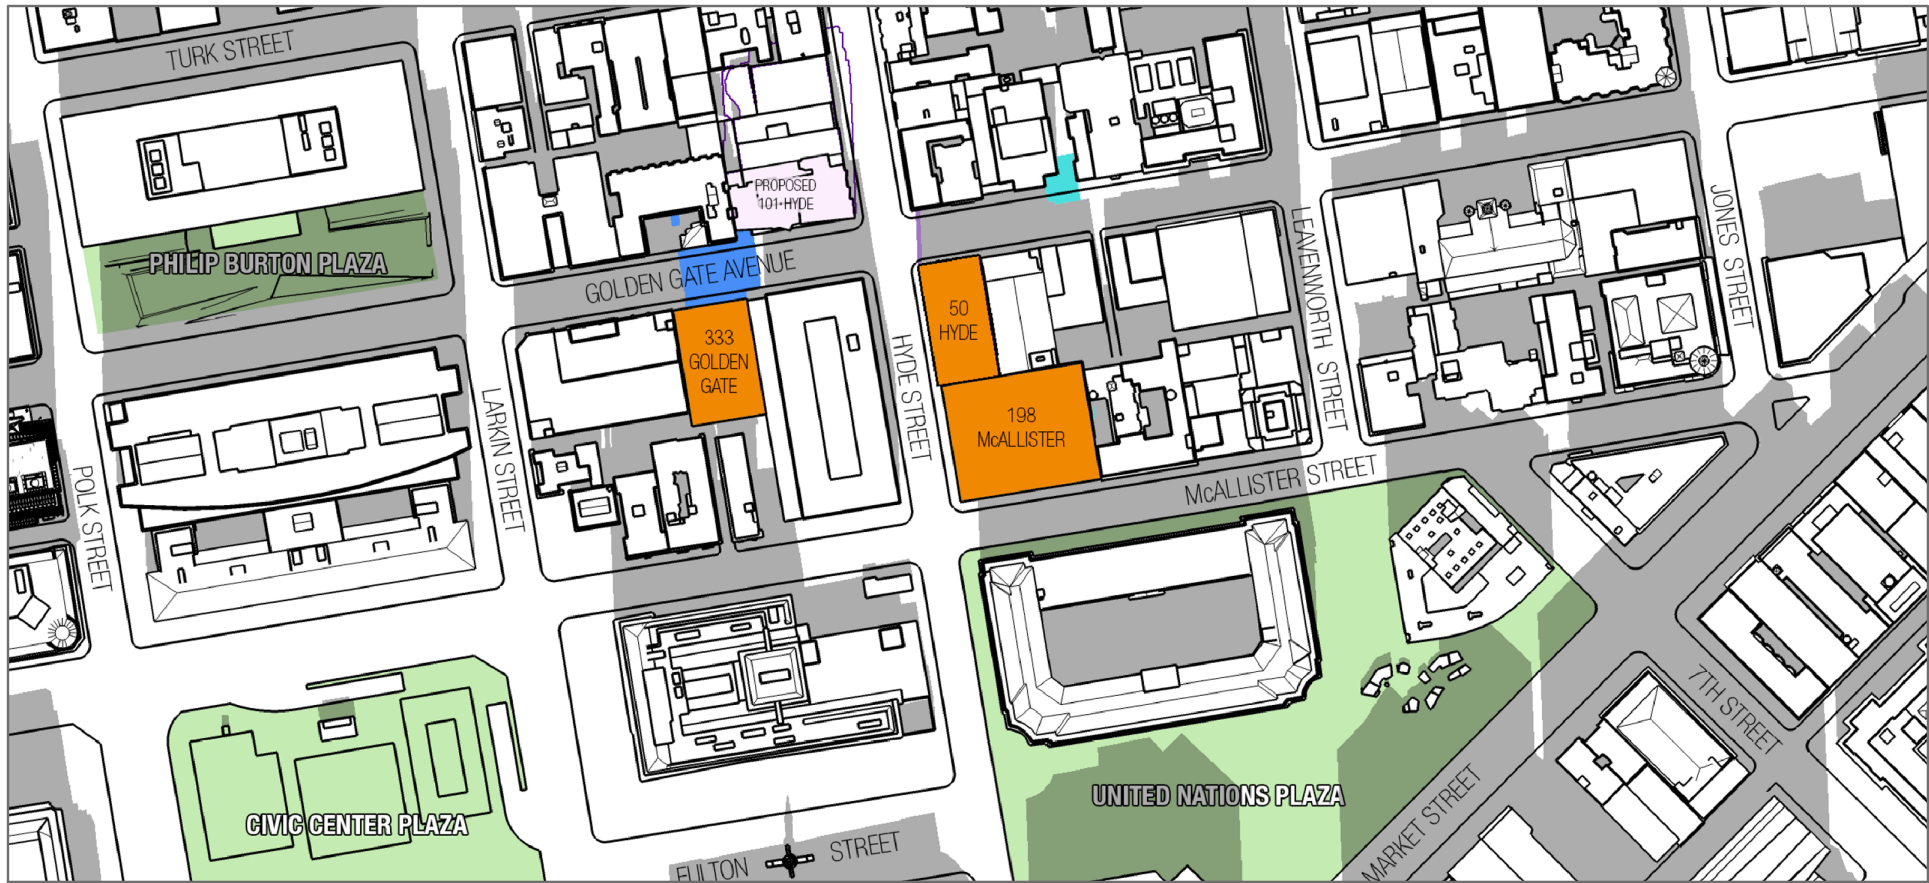 TURK STREET
PROPOSED
101 HYDE
PHILIP BURTON PLAZA
GOLDEN GATE AVENUE
LEAVENWORTH STREET
JONES STREET
333
GOLDEN
GATE
50
HYDE
HYDE STREET
198
McALLISTER
LARKIN STREET
POLK STREET
McALLISTER STREET
7TH STREET
UNITED NATIONS PLAZA
CIVIC CENTER PLAZA
MARKET STREET
FULTON STREET